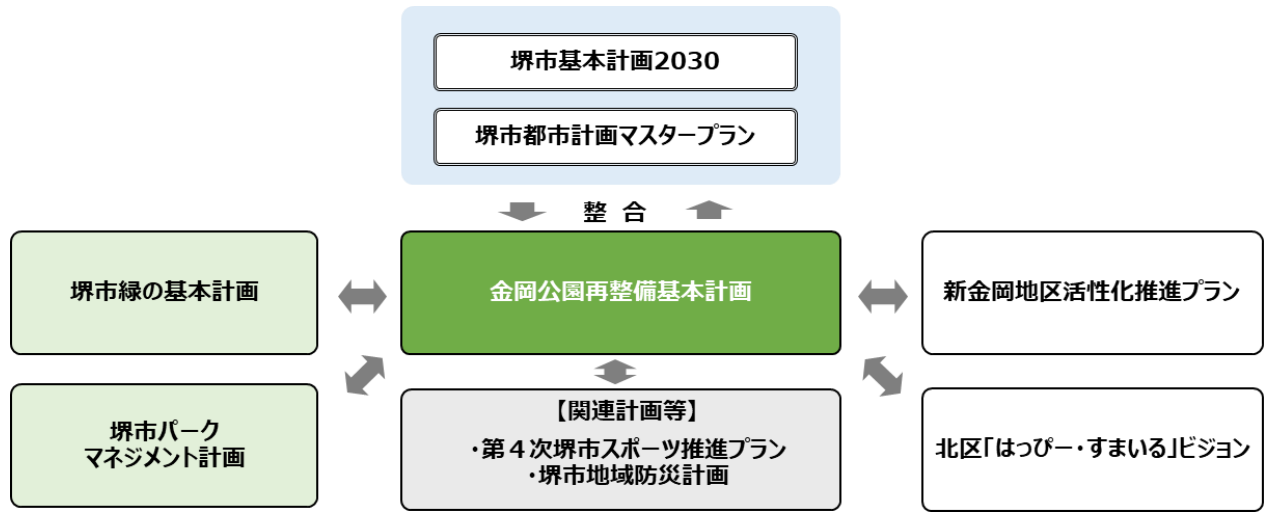 堺市基本計画2030
堺市都市計画マスタープラン
整 合
堺市緑の基本計画
金岡公園再整備基本計画
新金岡地区活性化推進プラン
堺市パーク
マネジメント計画
【関連計画等】
・第４次堺市スポーツ推進プラン
・堺市地域防災計画
北区「はっぴー・すまいる」ビジョン